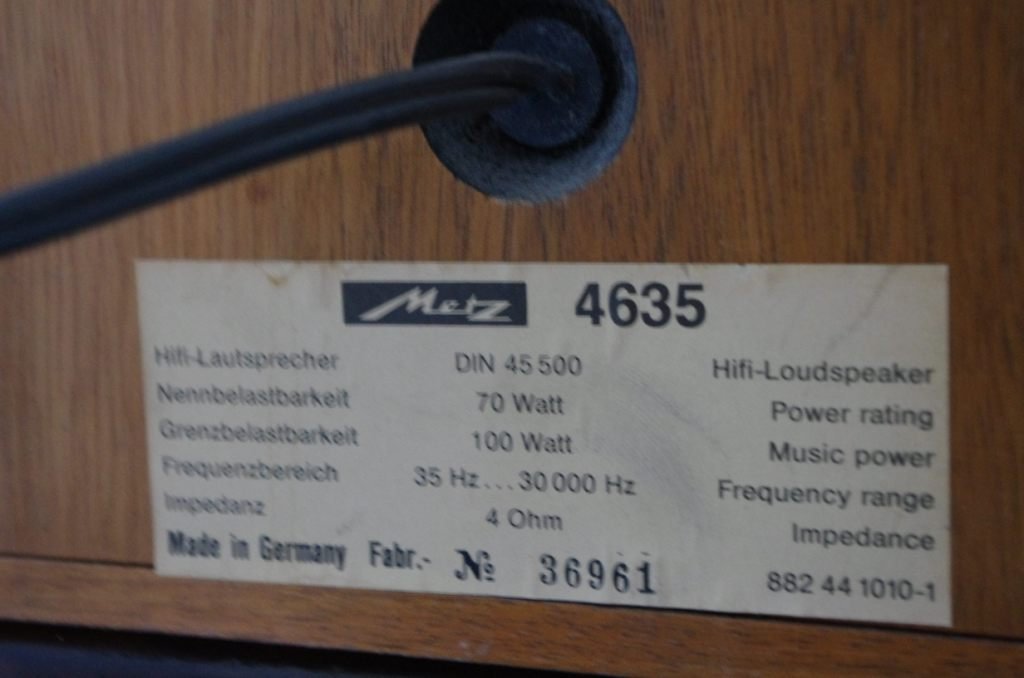 Metz 4635
Hifi-Lautsprecher DIN 45 500 Hifi-Loudspeaker
Nennbelastbarkeit 70 Watt Power rating
Grenzbelastbarkeit 100 Watt Music power
Frequenzbereich 35 Hz...30 000 Hz Frequency range
Impedanz 4 Ohm Impedance
Made in Germany Fabr.- № 36961 882 44 1010-1